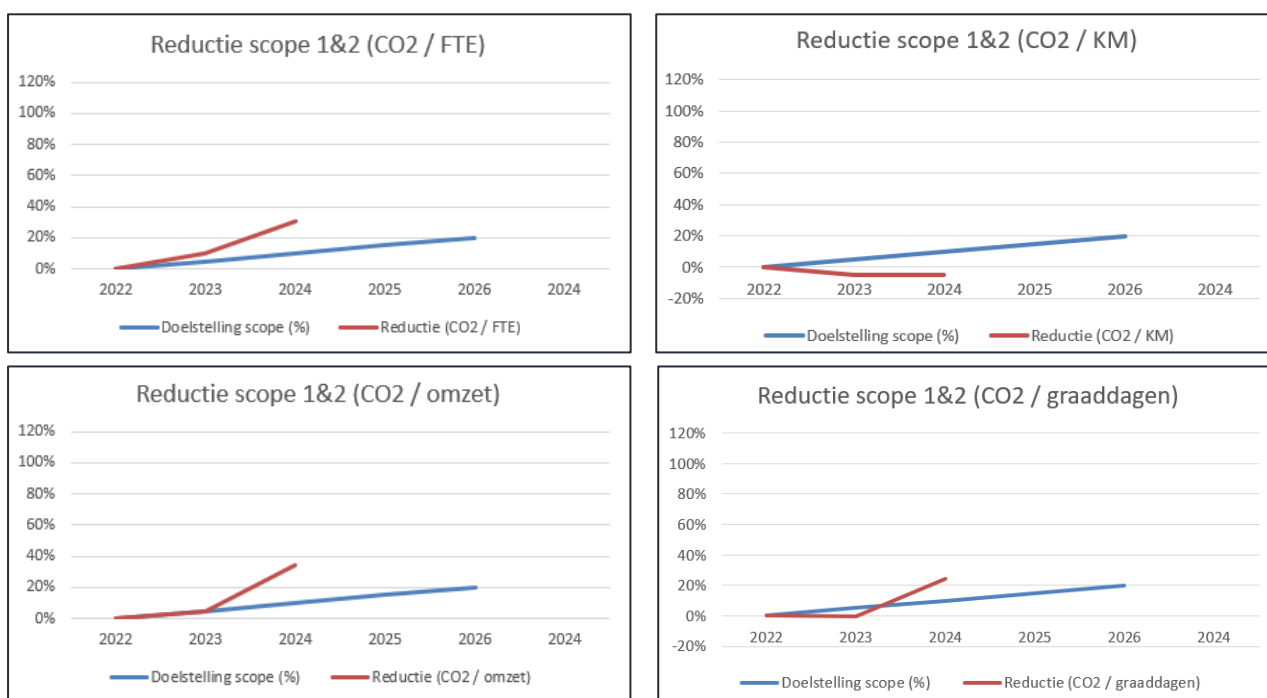 Reductie scope 1&2 (CO2 / FTE)
120%
100%
80%
60%
40%
20%
0%
2022 2023 2024 2025 2026 2024
Doelstelling scope (%) Reductie (CO2 / FTE)
Reductie scope 1&2 (CO2 / KM)
120%
100%
80%
60%
40%
20%
0%
-20%
2022 2023 2024 2025 2026 2024
Doelstelling scope (%) Reductie (CO2 / KM)
Reductie scope 1&2 (CO2 / omzet)
120%
100%
80%
60%
40%
20%
0%
2022 2023 2024 2025 2026 2024
Doelstelling scope (%) Reductie (CO2 / omzet)
Reductie scope 1&2 (CO2 / graaddagen)
120%
100%
80%
60%
40%
20%
0%
-20%
2022 2023 2024 2025 2026 2024
Doelstelling scope (%) Reductie (CO2 / graaddagen)